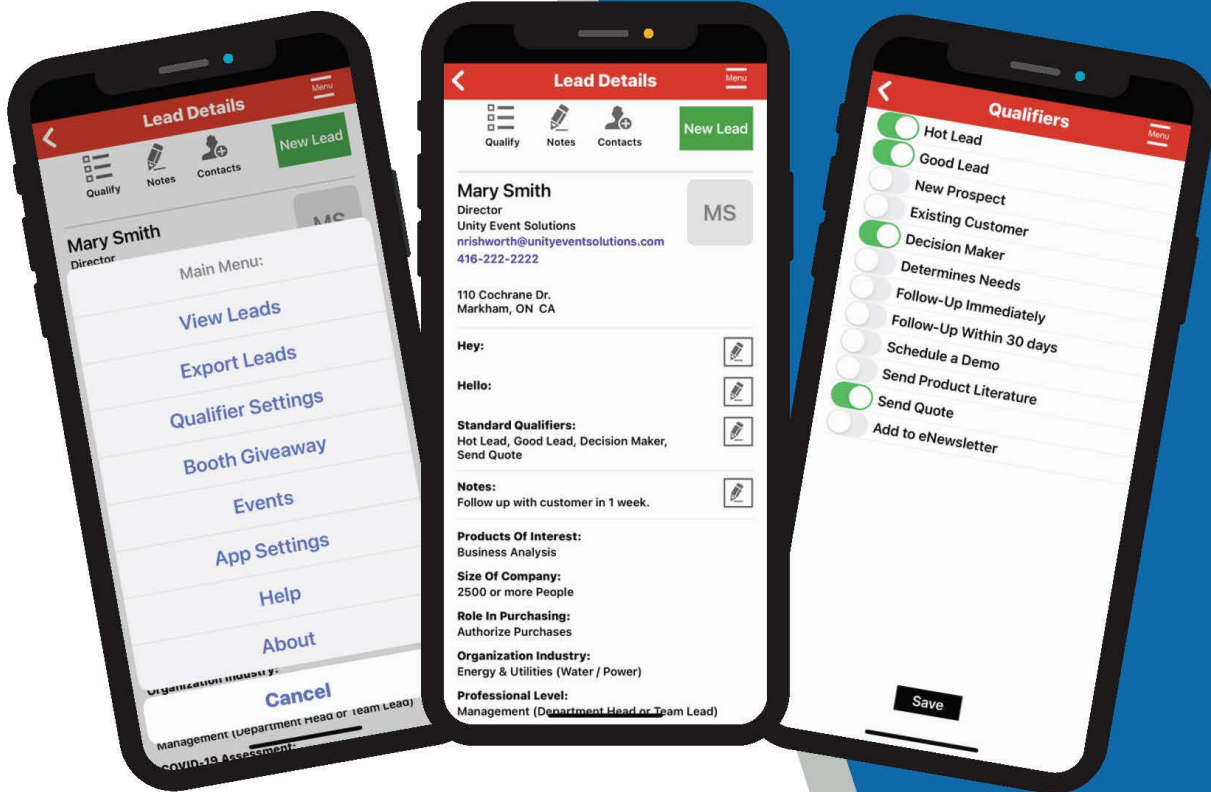 Lead Details
Menu
Qualify
Notes
Contacts
New Lead
Mary Smith
Director
MS
Main Menu:
View Leads
Export Leads
Qualifier Settings
Booth Giveaway
Events
App Settings
Help
About
Organization Industry:
Cancel
Management (Department Head or Team Lead)
COVID-19 Assessment:
Lead Details
Menu
Qualify
Notes
Contacts
New Lead
Mary Smith
MS
Director
Unity Event Solutions
nrishworth@unityeventsolutions.com
416-222-2222
110 Cochrane Dr.
Markham, ON CA
Hey:
Hello:
Standard Qualifiers:
Hot Lead, Good Lead, Decision Maker,
Send Quote
Notes:
Follow up with customer in 1 week.
Products Of Interest:
Business Analysis
Size Of Company:
2500 or more People
Role In Purchasing:
Authorize Purchases
Organization Industry:
Energy & Utilities (Water / Power)
Professional Level:
Management (Department Head or Team Lead)
Qualifiers
Menu
Hot Lead
Good Lead
New Prospect
Existing Customer
Decision Maker
Determines Needs
Follow-Up Immediately
Follow-Up Within 30 days
Schedule a Demo
Send Product Literature
Send Quote
Add to eNewsletter
Save